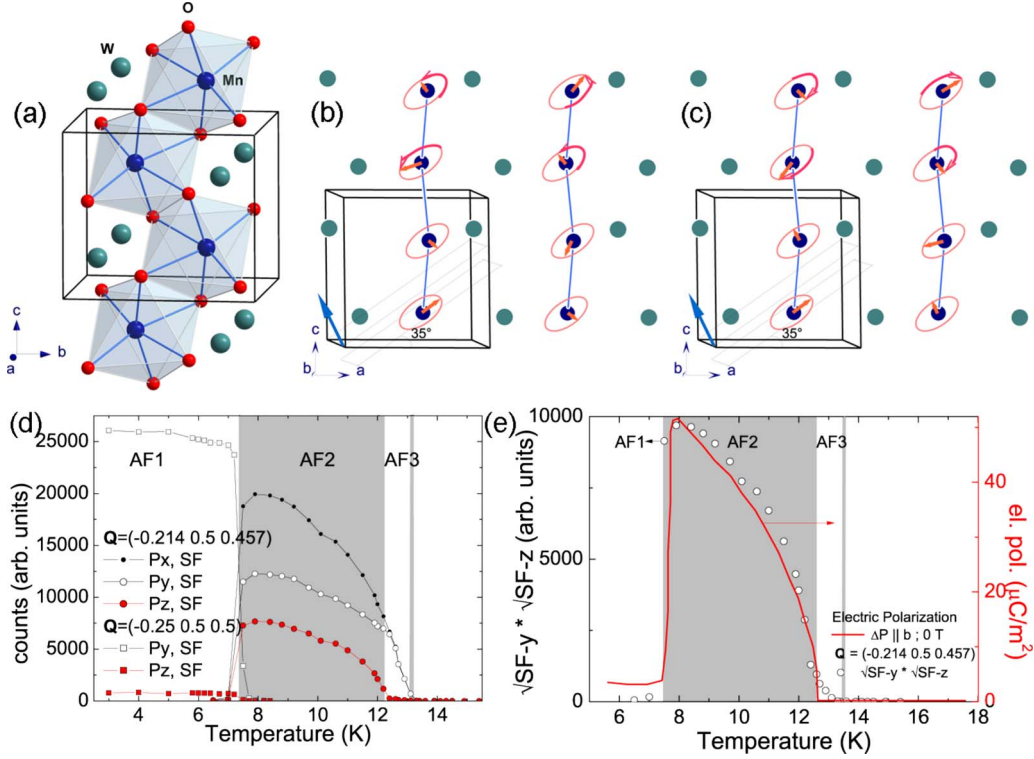 (a)
O
W
Mn
c
b
a
(b)
35°
c
b
a
(c)
35°
c
b
a
(d)
25000
20000
15000
10000
5000
0
counts (arb. units)
AF1
AF2
AF3
Q=(-0.214 0.5 0.457)
Px, SF
Py, SF
Pz, SF
Q=(-0.25 0.5 0.5)
Py, SF
Pz, SF
4 6 8 10 12 14
Temperature (K)
(e)
10000
5000
0
√SF-y * √SF-z (arb. units)
AF1
AF2
AF3
40
20
0
el. pol. (μC/m²)
Electric Polarization
ΔP || b ; 0 T
Q = (-0.214 0.5 0.457)
√SF-y * √SF-z
6 8 10 12 14 16 18
Temperature (K)